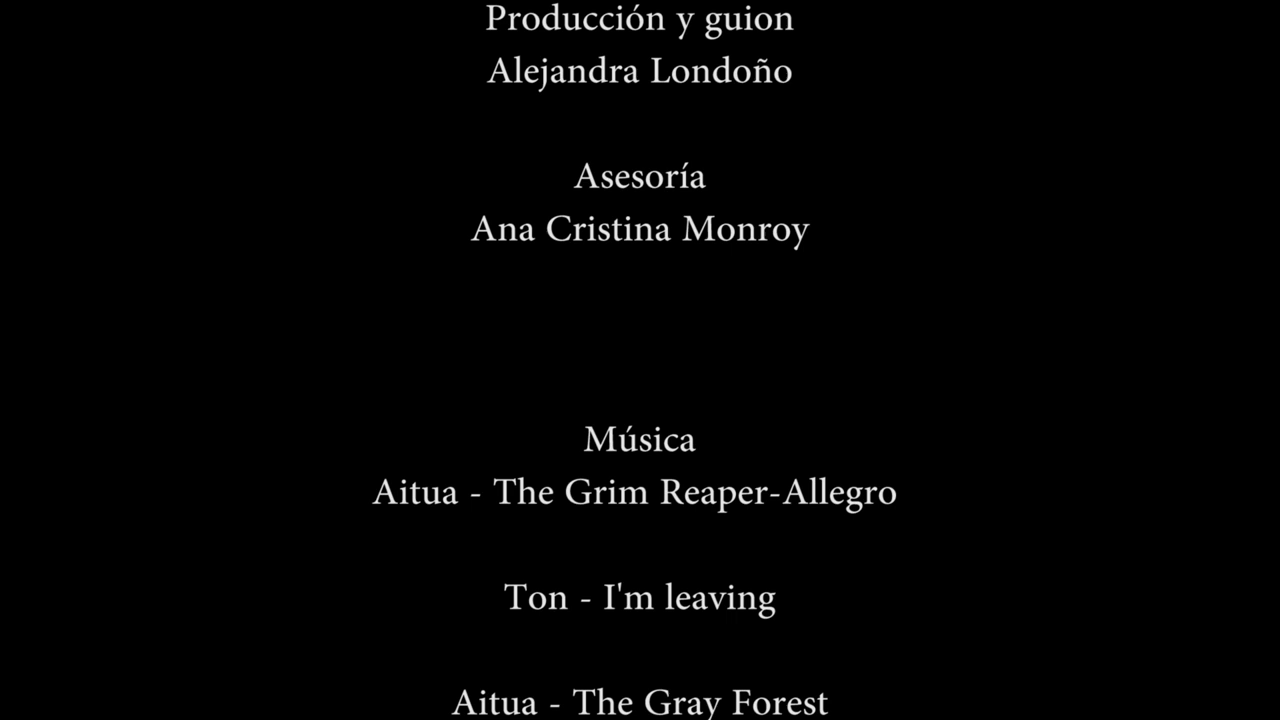 Producción y guion
Alejandra Londoño
Asesoría
Ana Cristina Monroy
Música
Aitua - The Grim Reaper-Allegro
Ton - I'm leaving
Aitua - The Gray Forest